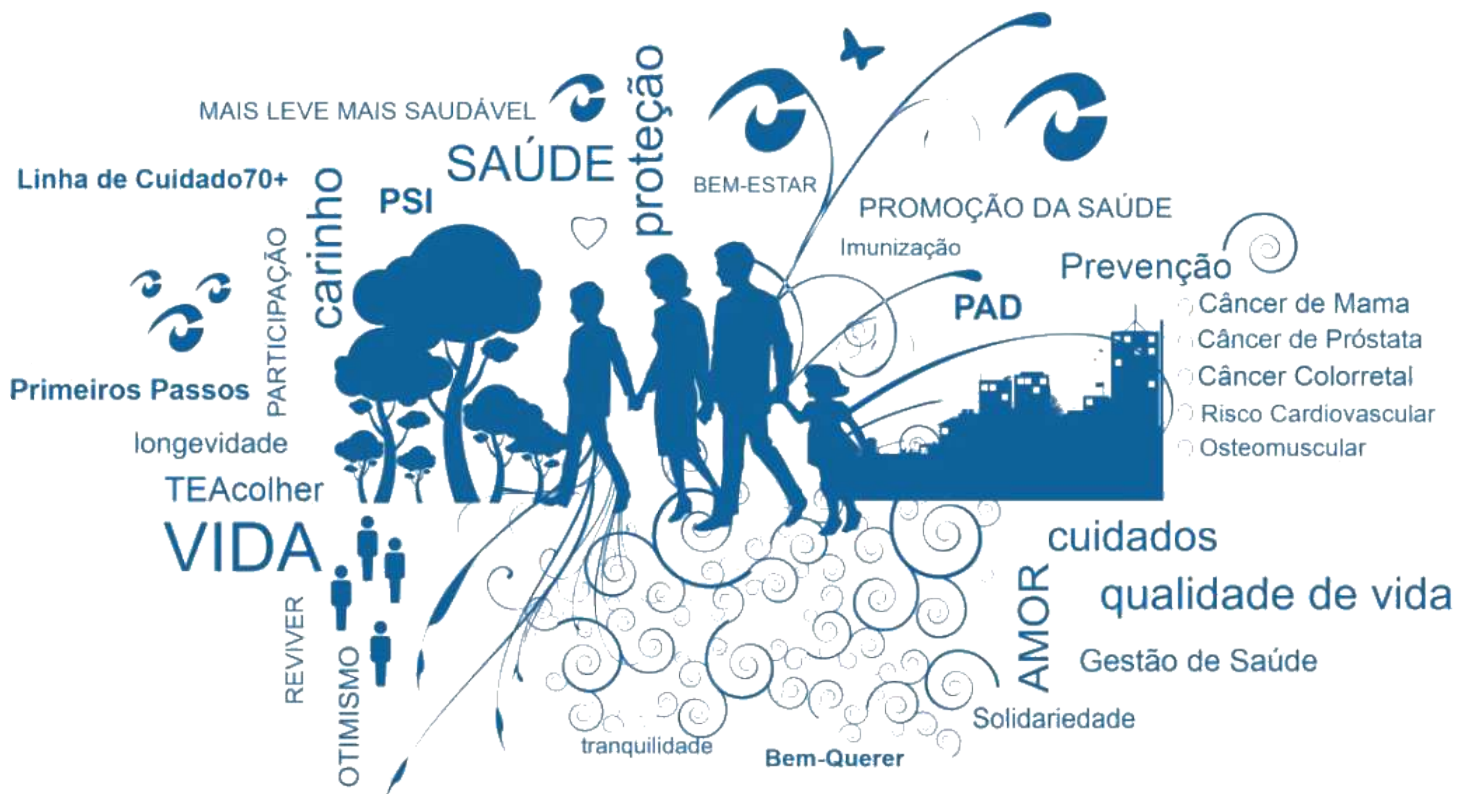 MAIS LEVE MAIS SAUDÁVEL
SAÚDE
proteção
BEM-ESTAR
Linha de Cuidado70+
carinho
PSI
PROMOÇÃO DA SAÚDE
Imunização
PARTICIPAÇÃO
Prevenção
PAD
Câncer de Mama
Câncer de Próstata
Câncer Colorretal
Risco Cardiovascular
Osteomuscular
Primeiros Passos
longevidade
TEAcolher
VIDA
REVIVER
OTIMISMO
cuidados
qualidade de vida
AMOR
Gestão de Saúde
Solidariedade
tranquilidade
Bem-Querer